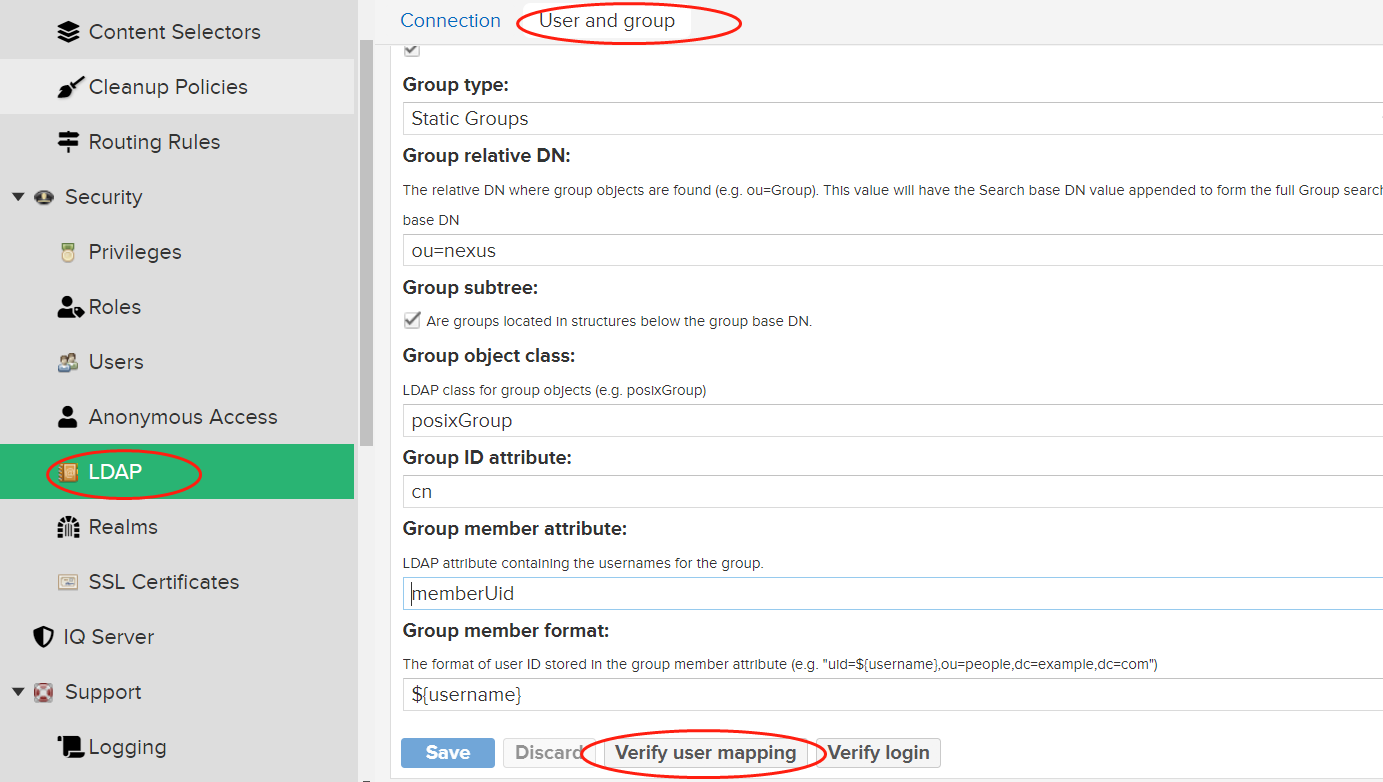 Content Selectors
Cleanup Policies
Routing Rules
Security
Privileges
Roles
Users
Anonymous Access
LDAP
Realms
SSL Certificates
IQ Server
Support
Logging
Connection
User and group
Group type:
Static Groups
Group relative DN:
The relative DN where group objects are found (e.g. ou=Group). This value will have the Search base DN value appended to form the full Group search
base DN
ou=nexus
Group subtree:
Are groups located in structures below the group base DN.
Group object class:
LDAP class for group objects (e.g. posixGroup)
posixGroup
Group ID attribute:
cn
Group member attribute:
LDAP attribute containing the usernames for the group.
memberUid
Group member format:
The format of user ID stored in the group member attribute (e.g. "uid=${username},ou=people,dc=example,dc=com")
${username}
Save
Discard
Verify user mapping
Verify login